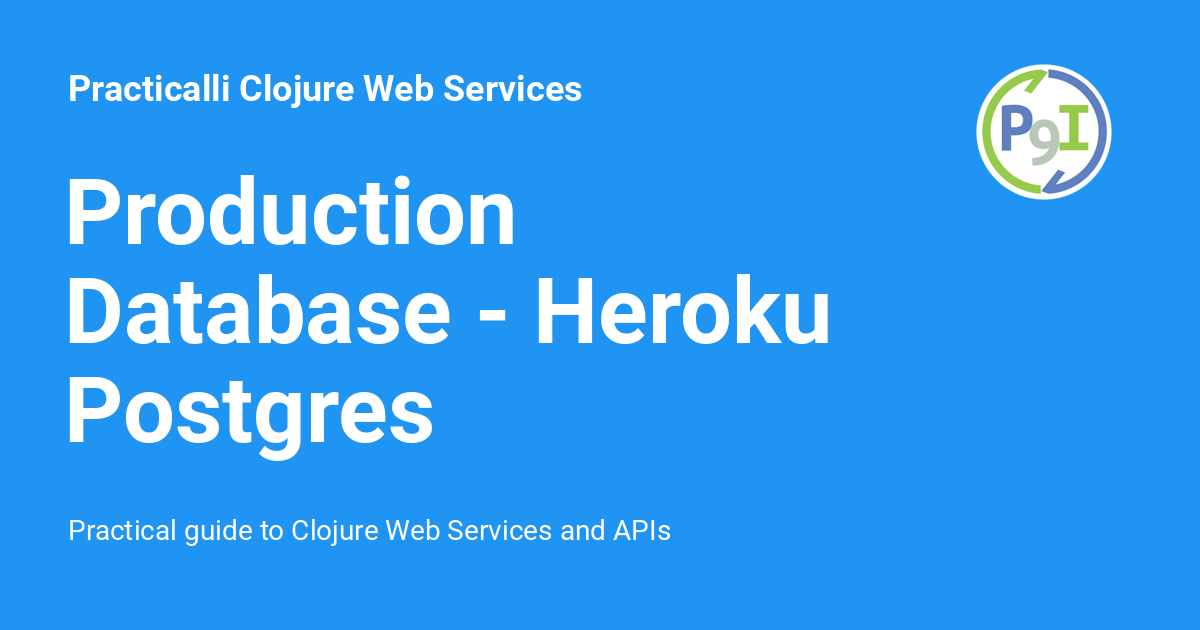 Practicalli Clojure Web Services
P9I
Production
Database - Heroku
Postgres
Practical guide to Clojure Web Services and APIs